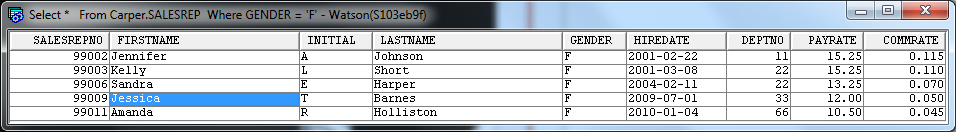 Select *   From Carper.SALESREP  Where GENDER = 'F' - Watson(S103eb9f)
SALESREPNO FIRSTNAME INITIAL LASTNAME GENDER HIREDATE DEPTNO PAYRATE COMMRATE
99002 Jennifer A Johnson F 2001-02-22 11 15.25 0.115
99003 Kelly L Short F 2001-03-08 22 15.25 0.110
99006 Sandra E Harper F 2004-02-11 22 13.25 0.070
99009 Jessica T Barnes F 2009-07-01 33 12.00 0.050
99011 Amanda R Holliston F 2010-01-04 66 10.50 0.045